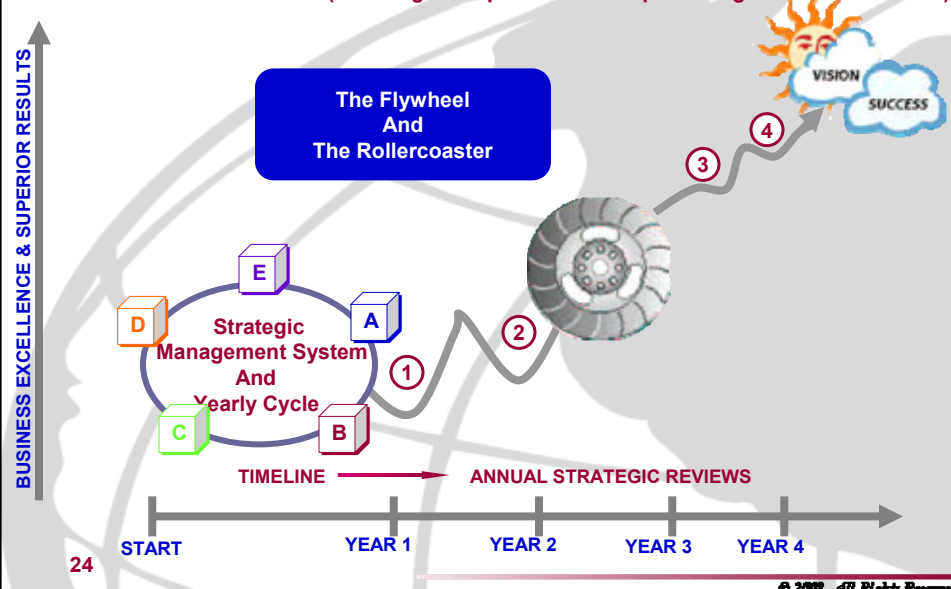 BUSINESS EXCELLENCE & SUPERIOR RESULTS
The Flywheel
And
The Rollercoaster
VISION
SUCCESS
4
3
2
1
E
D
A
C
B
Strategic
Management System
And
Yearly Cycle
TIMELINE
ANNUAL STRATEGIC REVIEWS
START
YEAR 1
YEAR 2
YEAR 3
YEAR 4
24